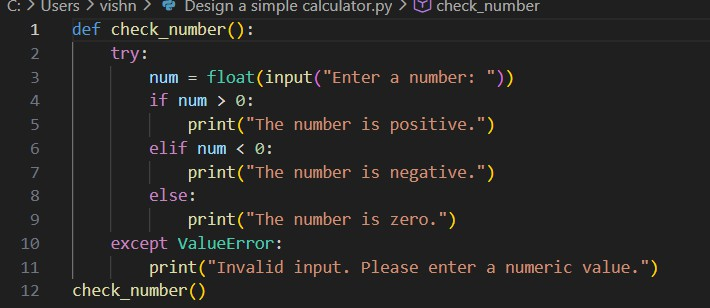 C: > Users > vishn > Design a simple calculator.py > check_number
1 def check_number():
2     try:
3         num = float(input("Enter a number: "))
4         if num > 0:
5             print("The number is positive.")
6         elif num < 0:
7             print("The number is negative.")
8         else:
9             print("The number is zero.")
10     except ValueError:
11         print("Invalid input. Please enter a numeric value.")
12 check_number()